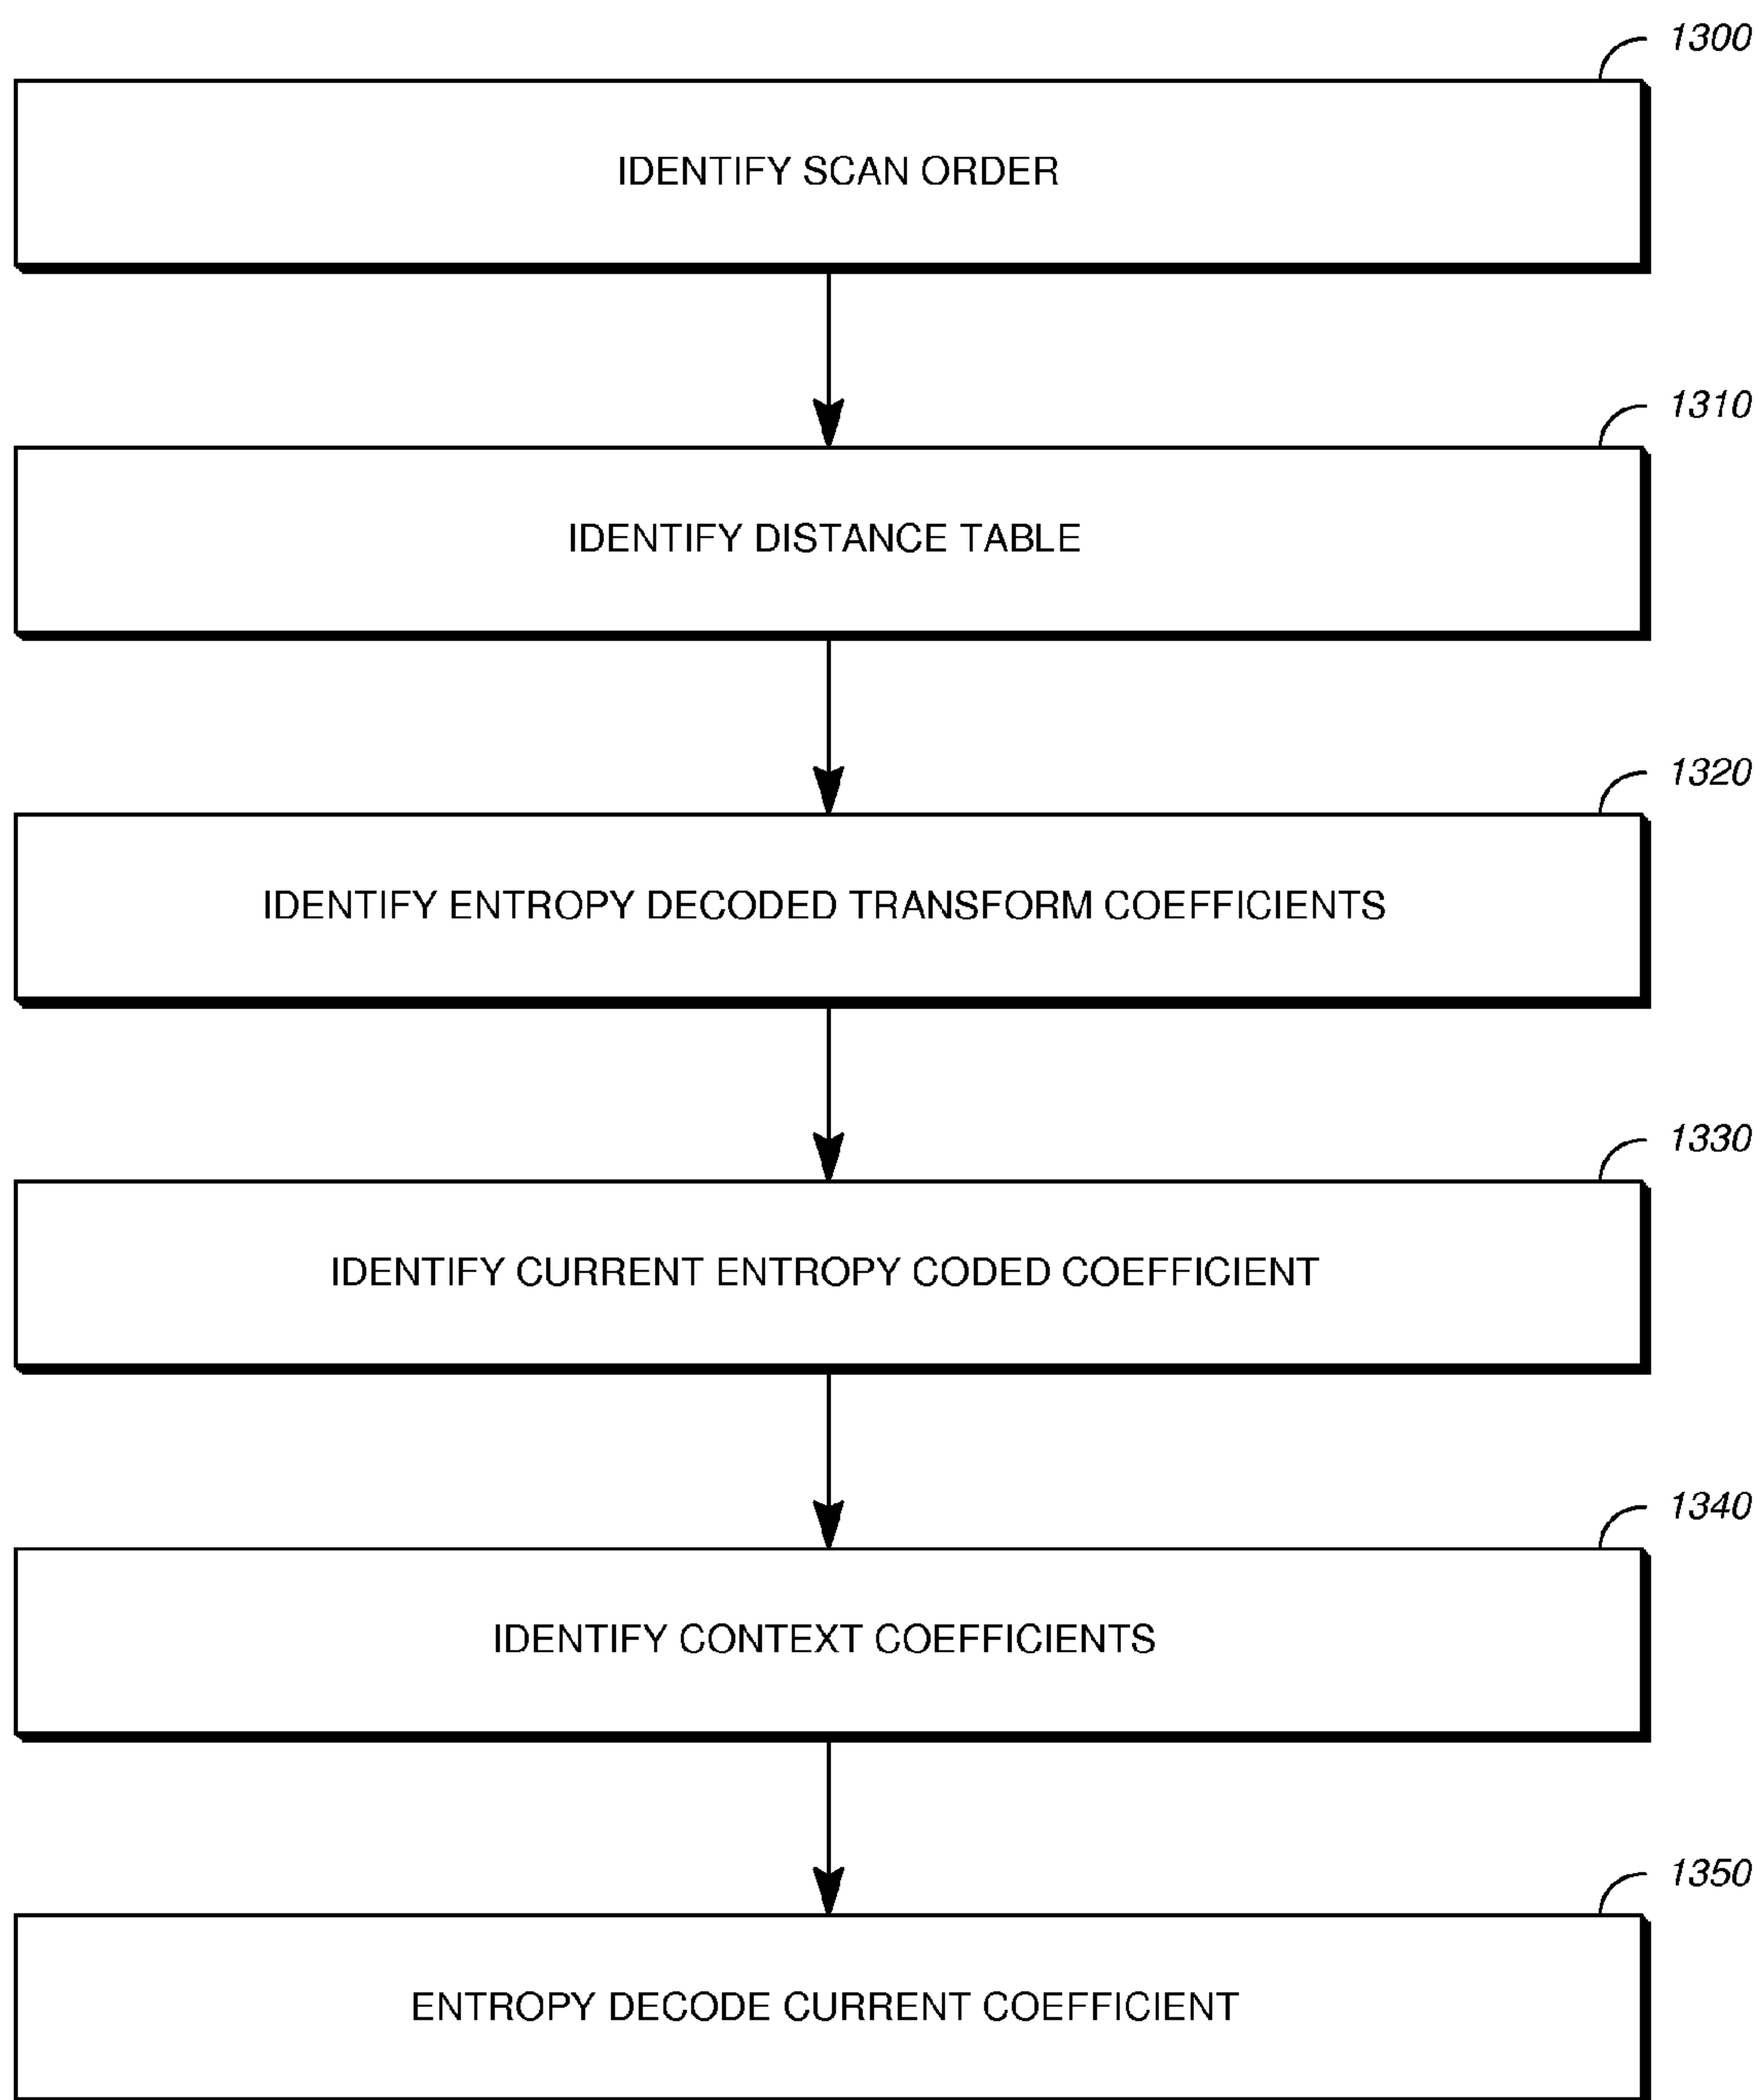 1300
IDENTIFY SCAN ORDER
1310
IDENTIFY DISTANCE TABLE
1320
IDENTIFY ENTROPY DECODED TRANSFORM COEFFICIENTS
1330
IDENTIFY CURRENT ENTROPY CODED COEFFICIENT
1340
IDENTIFY CONTEXT COEFFICIENTS
1350
ENTROPY DECODE CURRENT COEFFICIENT